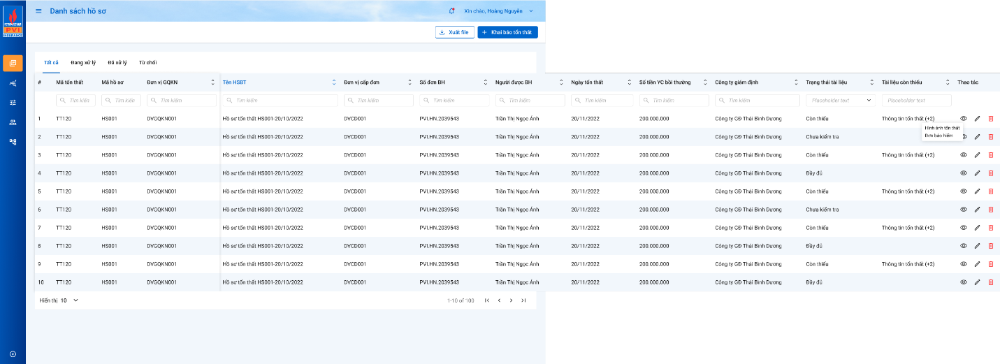 Danh sách hồ sơ
Xin chào, Hoàng Nguyễn
PETROVIETNAM
PVI
INSURANCE
Xuất file
Khai báo tổn thất
Tất cả Đang xử lý Đã xử lý Từ chối
# Mã tổn thất Mã hồ sơ Đơn vị GQKN Tên HSBT Đơn vị cấp đơn Số đơn BH Người được BH Ngày tổn thất Số tiền YC bồi thường Công ty giám định Trạng thái tài liệu Tài liệu còn thiếu Thao tác
Tìm kiếm Tìm kiếm Tìm kiếm Tìm kiếm Tìm kiếm Tìm kiếm Tìm kiếm Tìm kiếm Tìm kiếm Tìm kiếm Placeholder text Placeholder text
1 TT120 HS001 DVGQKN001 Hồ sơ tổn thất HS001-20/10/2022 DVCD001 PVI.HN.2039543 Trần Thị Ngọc Ánh 20/11/2022 200.000.000 Công ty GĐ Thái Bình Dương Còn thiếu Thông tin tổn thất (+2)
Hình ảnh tổn thất
Đơn bảo hiểm
2 TT120 HS001 DVGQKN001 Hồ sơ tổn thất HS001-20/10/2022 DVCD001 PVI.HN.2039543 Trần Thị Ngọc Ánh 20/11/2022 200.000.000 Công ty GĐ Thái Bình Dương Chưa kiểm tra
3 TT120 HS001 DVGQKN001 Hồ sơ tổn thất HS001-20/10/2022 DVCD001 PVI.HN.2039543 Trần Thị Ngọc Ánh 20/11/2022 200.000.000 Công ty GĐ Thái Bình Dương Còn thiếu Thông tin tổn thất (+2)
4 TT120 HS001 DVGQKN001 Hồ sơ tổn thất HS001-20/10/2022 DVCD001 PVI.HN.2039543 Trần Thị Ngọc Ánh 20/11/2022 200.000.000 Công ty GĐ Thái Bình Dương Đầy đủ
5 TT120 HS001 DVGQKN001 Hồ sơ tổn thất HS001-20/10/2022 DVCD001 PVI.HN.2039543 Trần Thị Ngọc Ánh 20/11/2022 200.000.000 Công ty GĐ Thái Bình Dương Còn thiếu Thông tin tổn thất (+2)
6 TT120 HS001 DVGQKN001 Hồ sơ tổn thất HS001-20/10/2022 DVCD001 PVI.HN.2039543 Trần Thị Ngọc Ánh 20/11/2022 200.000.000 Công ty GĐ Thái Bình Dương Chưa kiểm tra
7 TT120 HS001 DVGQKN001 Hồ sơ tổn thất HS001-20/10/2022 DVCD001 PVI.HN.2039543 Trần Thị Ngọc Ánh 20/11/2022 200.000.000 Công ty GĐ Thái Bình Dương Còn thiếu Thông tin tổn thất (+2)
8 TT120 HS001 DVGQKN001 Hồ sơ tổn thất HS001-20/10/2022 DVCD001 PVI.HN.2039543 Trần Thị Ngọc Ánh 20/11/2022 200.000.000 Công ty GĐ Thái Bình Dương Đầy đủ
9 TT120 HS001 DVGQKN001 Hồ sơ tổn thất HS001-20/10/2022 DVCD001 PVI.HN.2039543 Trần Thị Ngọc Ánh 20/11/2022 200.000.000 Công ty GĐ Thái Bình Dương Còn thiếu Thông tin tổn thất (+2)
10 TT120 HS001 DVGQKN001 Hồ sơ tổn thất HS001-20/10/2022 DVCD001 PVI.HN.2039543 Trần Thị Ngọc Ánh 20/11/2022 200.000.000 Công ty GĐ Thái Bình Dương Đầy đủ
Hiển thị 10
1-10 of 100